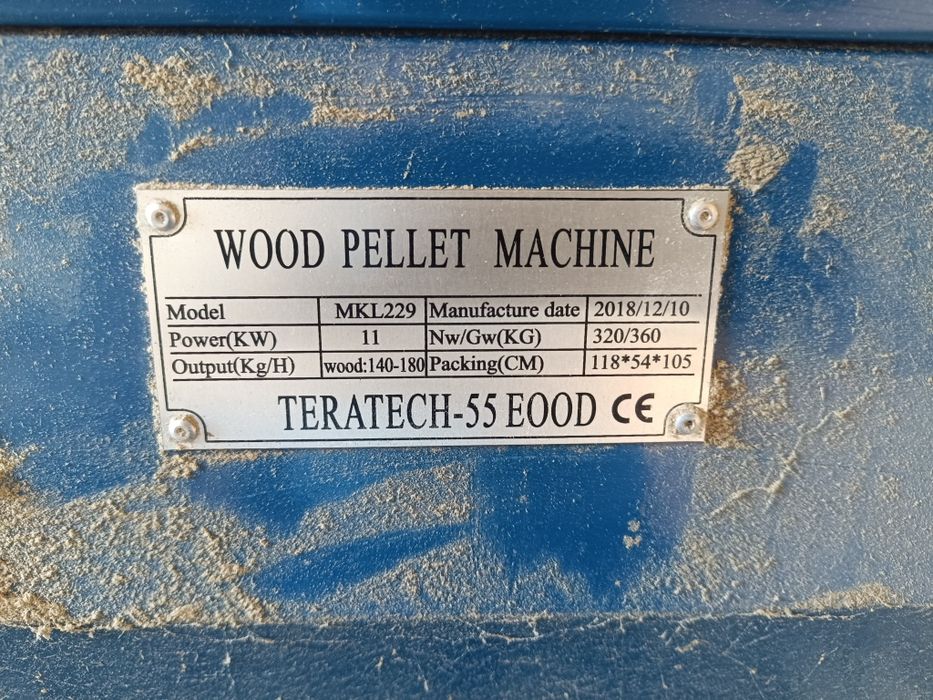 WOOD PELLET MACHINE
Model MKL229 Manufacture date 2018/12/10
Power(KW) 11 Nw/Gw(KG) 320/360
Output(Kg/H) wood:140-180 Packing(CM) 118*54*105
TERATECH-55 EOOD CE